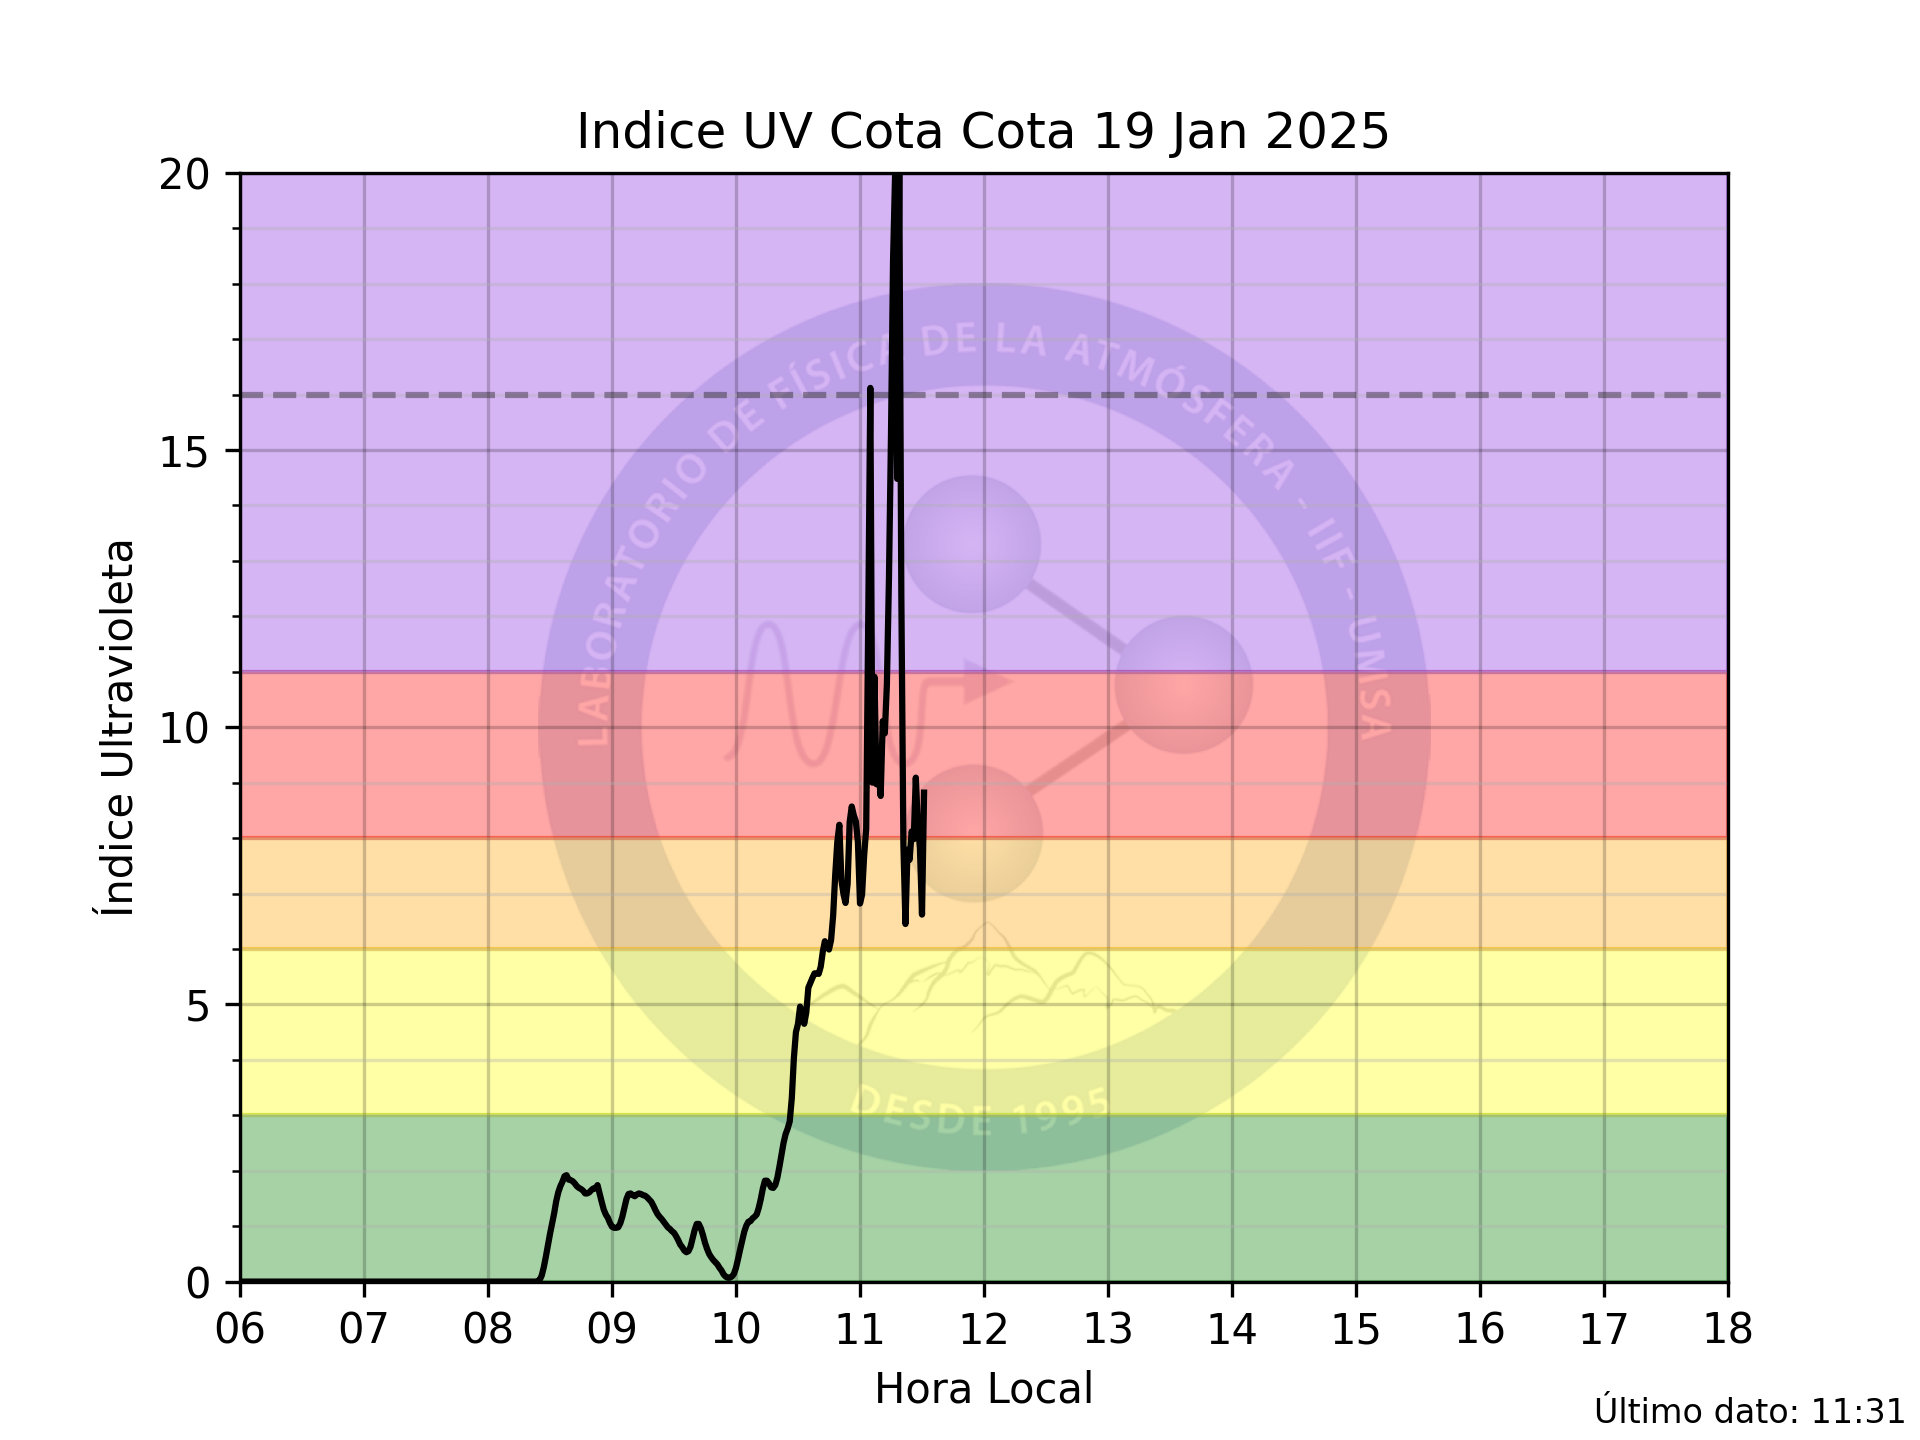 Indice UV Cota Cota 19 Jan 2025
20
15
10
5
0
Índice Ultravioleta
LABORATORIO DE FÍSICA DE LA ATMÓSFERA - IIF - UMSA
DESDE 1995
06 07 08 09 10 11 12 13 14 15 16 17 18
Hora Local
Último dato: 11:31